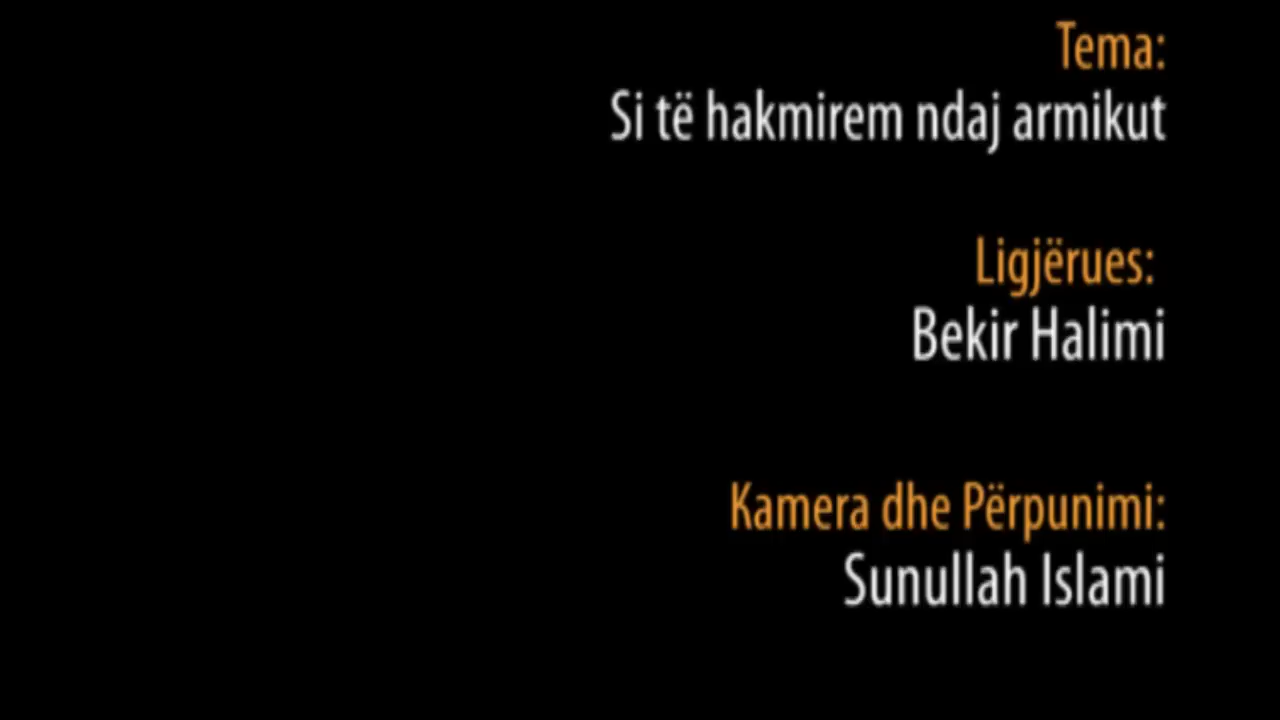 Tema:
Si të hakmirem ndaj armikut
Ligjërues:
Bekir Halimi
Kamera dhe Përpunimi:
Sunullah Islami